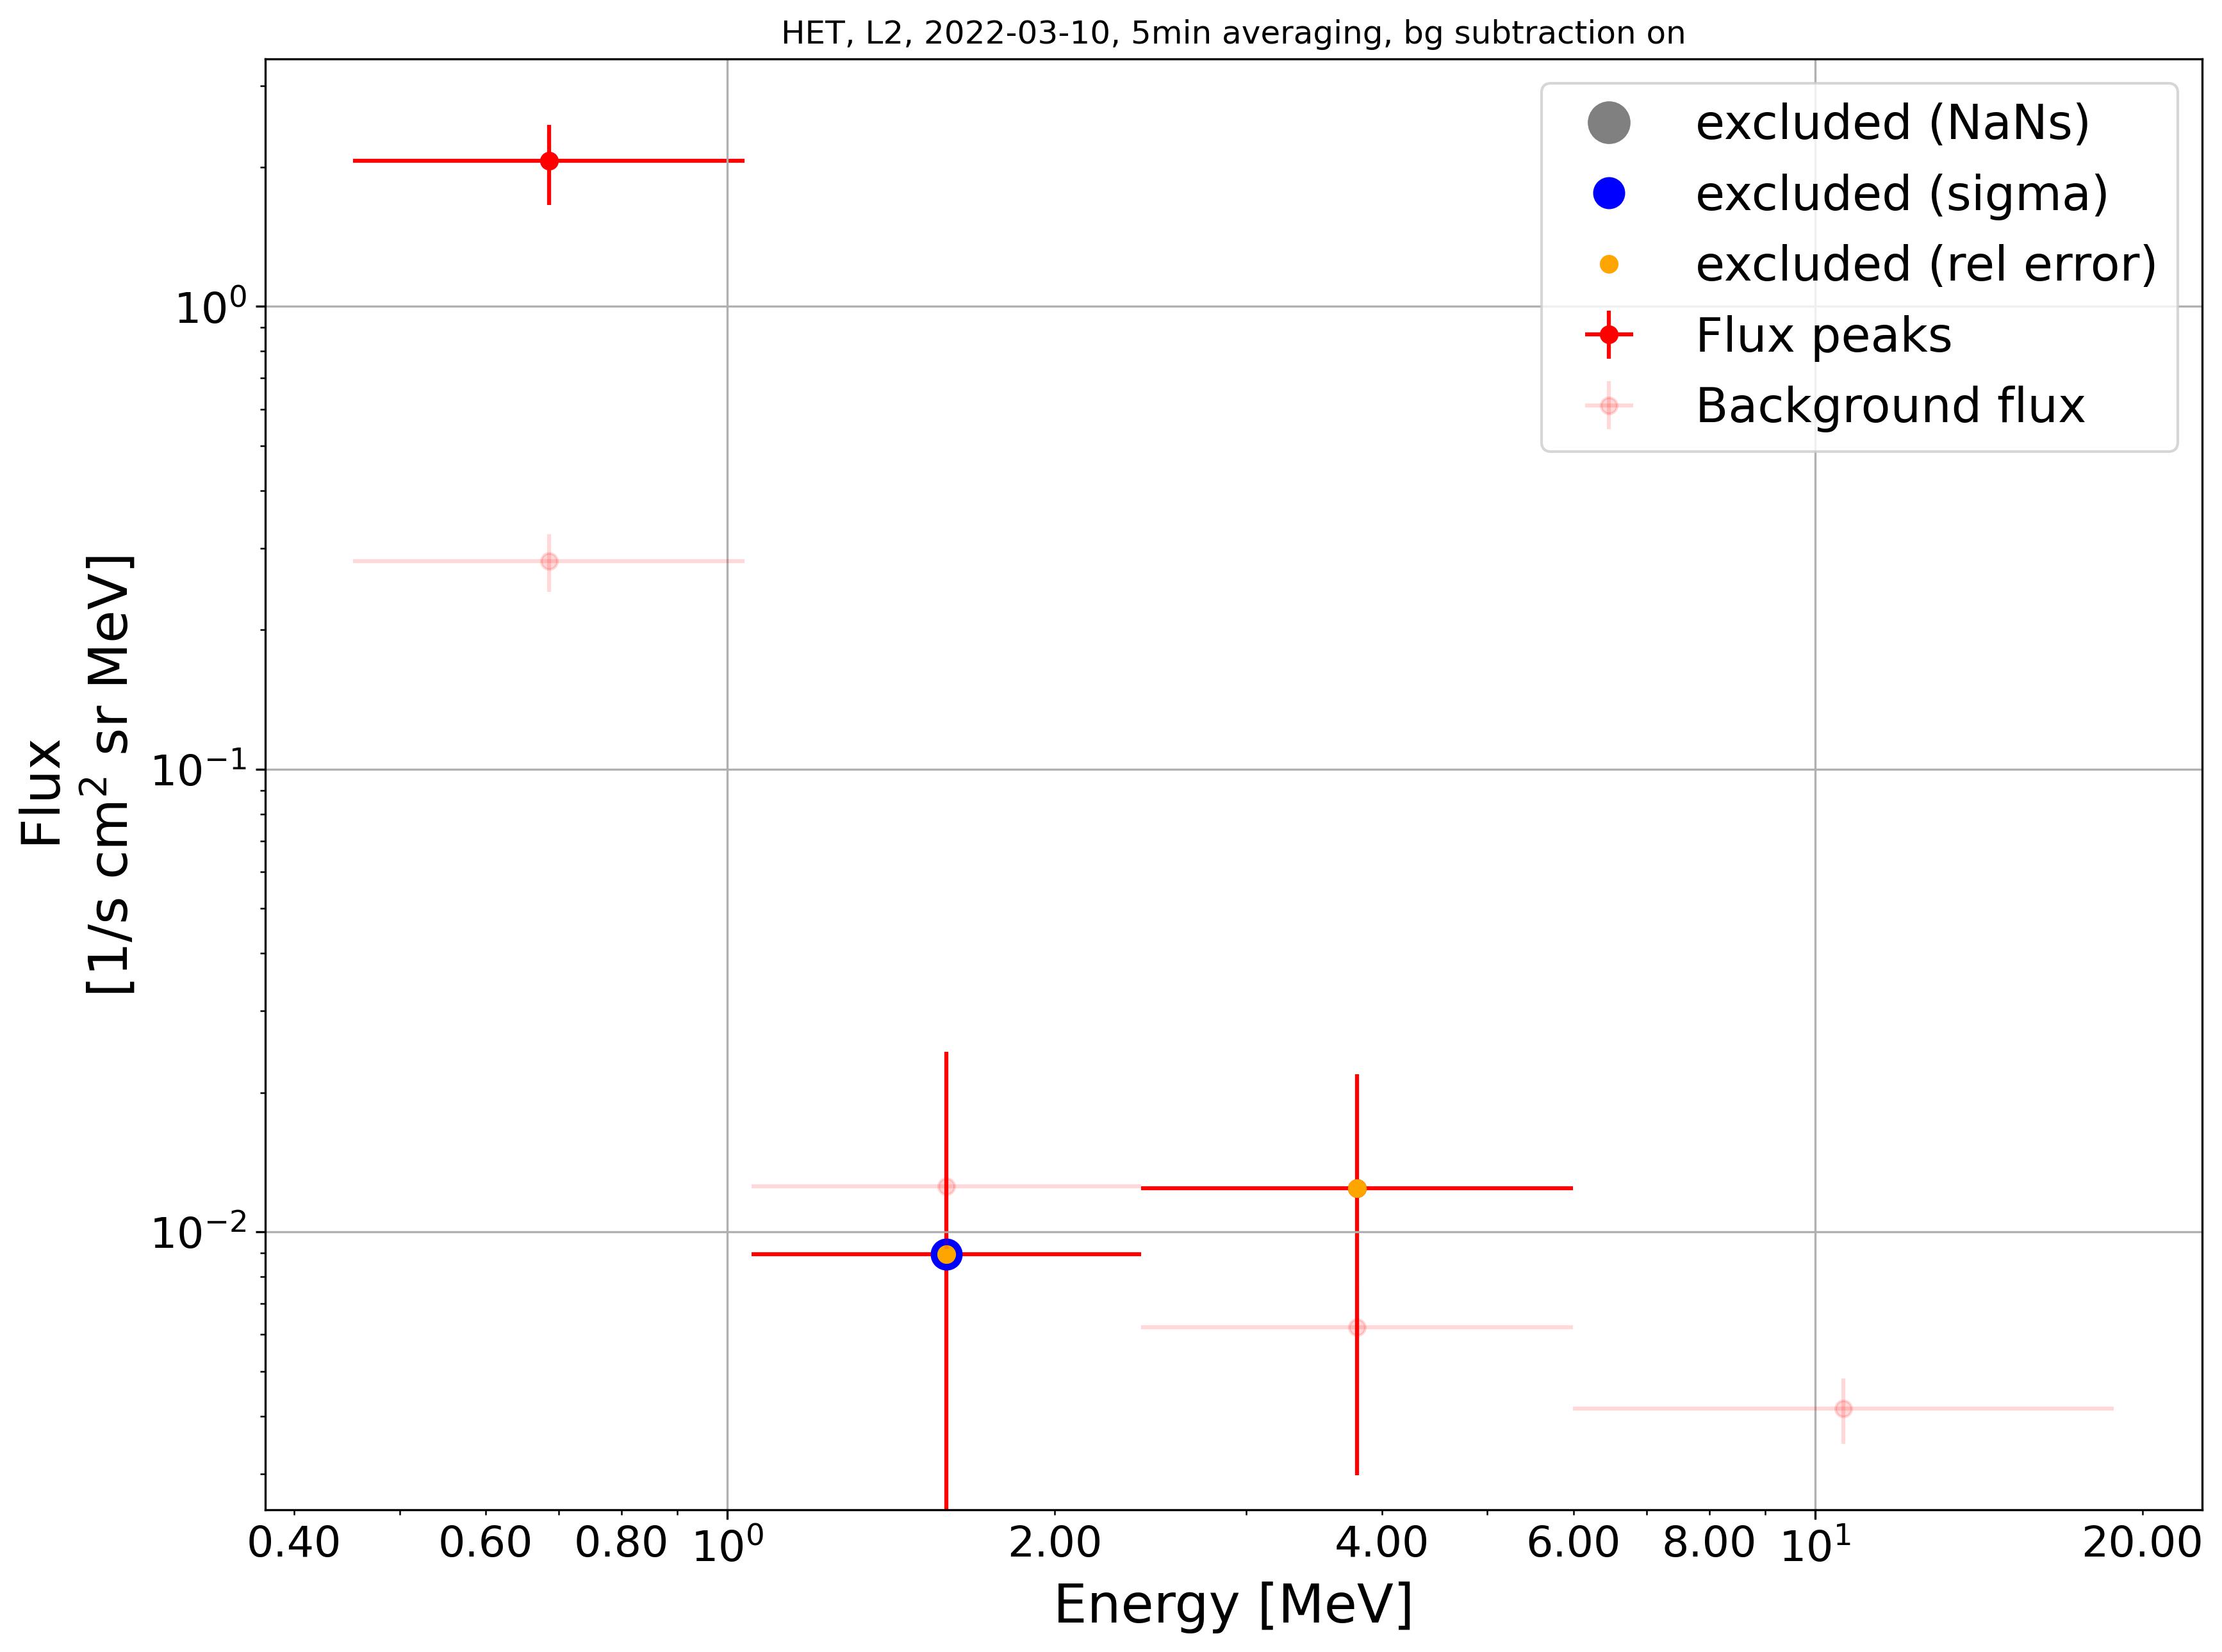 HET, L2, 2022-03-10, 5min averaging, bg subtraction on
excluded (NaNs)
excluded (sigma)
excluded (rel error)
Flux peaks
Background flux
Flux
[1/s cm² sr MeV]
10⁰
10⁻¹
10⁻²
0.40 0.60 0.80 10⁰ 2.00 4.00 6.00 8.00 10¹ 20.00
Energy [MeV]